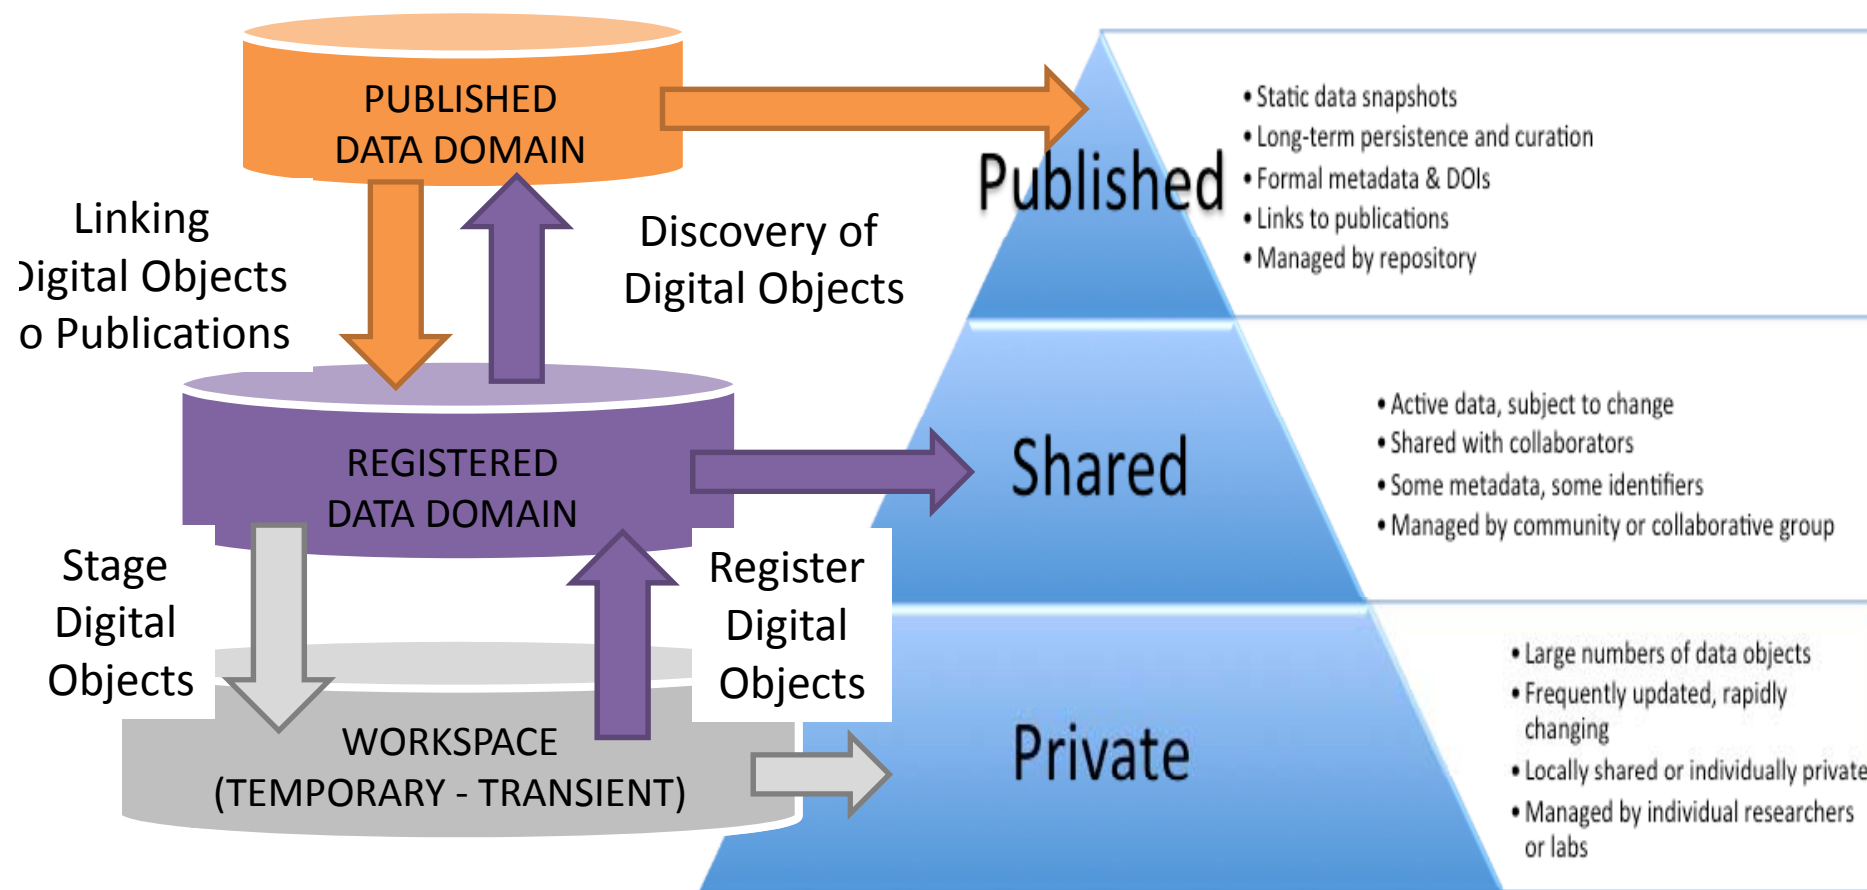 PUBLISHED
DATA DOMAIN
Linking
Digital Objects
o Publications
Discovery of
Digital Objects
REGISTERED
DATA DOMAIN
Stage
Digital
Objects
Register
Digital
Objects
WORKSPACE
(TEMPORARY - TRANSIENT)
Published
• Static data snapshots
• Long-term persistence and curation
• Formal metadata & DOIs
• Links to publications
• Managed by repository
Shared
• Active data, subject to change
• Shared with collaborators
• Some metadata, some identifiers
• Managed by community or collaborative group
Private
• Large numbers of data objects
• Frequently updated, rapidly
changing
• Locally shared or individually private
• Managed by individual researchers
or labs